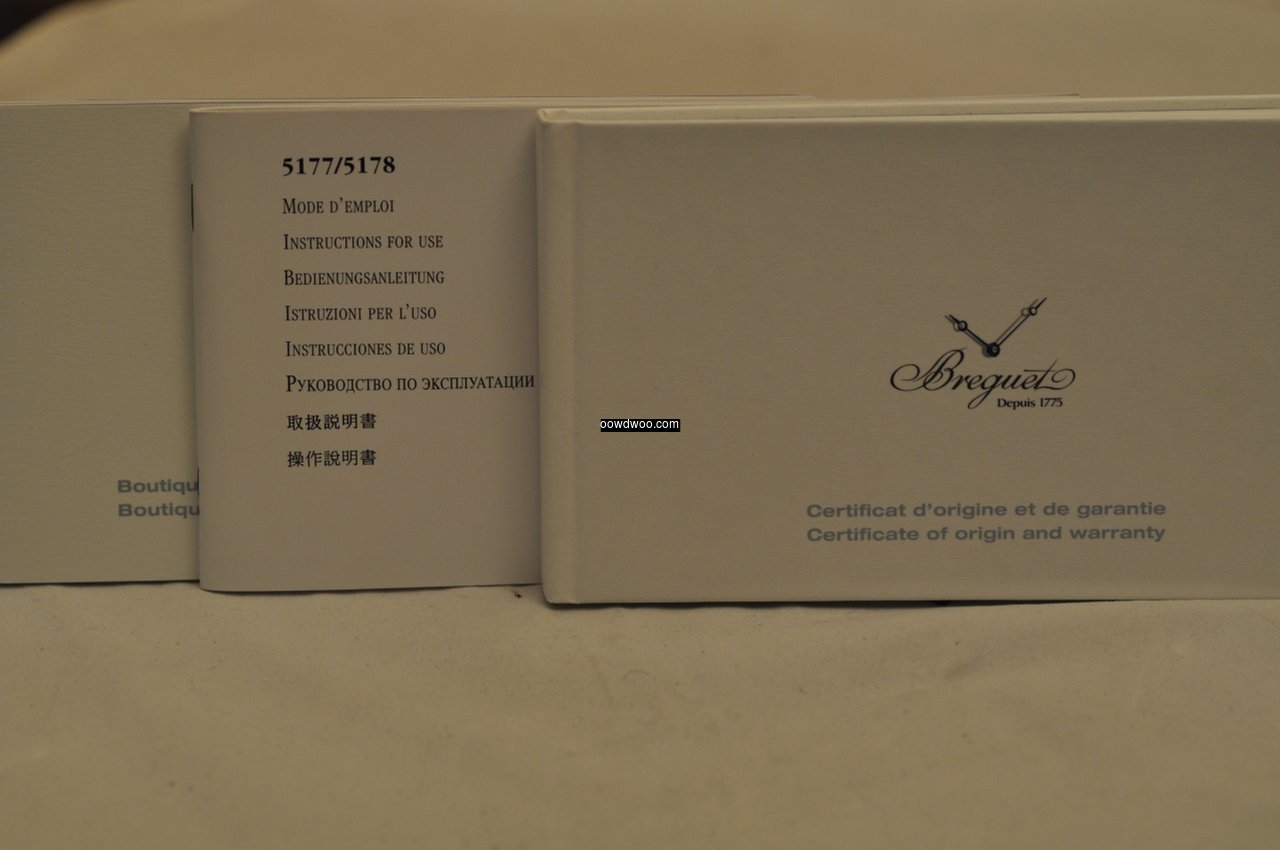 5177/5178
Mode d'emploi
Instructions for use
Bedienungsanleitung
Istruzioni per l'uso
Instrucciones de uso
Руководство по эксплуатации
取扱説明書
操作說明書
Boutiqu
Boutiqu
Breguet
Depuis 1775
Certificat d'origine et de garantie
Certificate of origin and warranty
oowdwoo.com